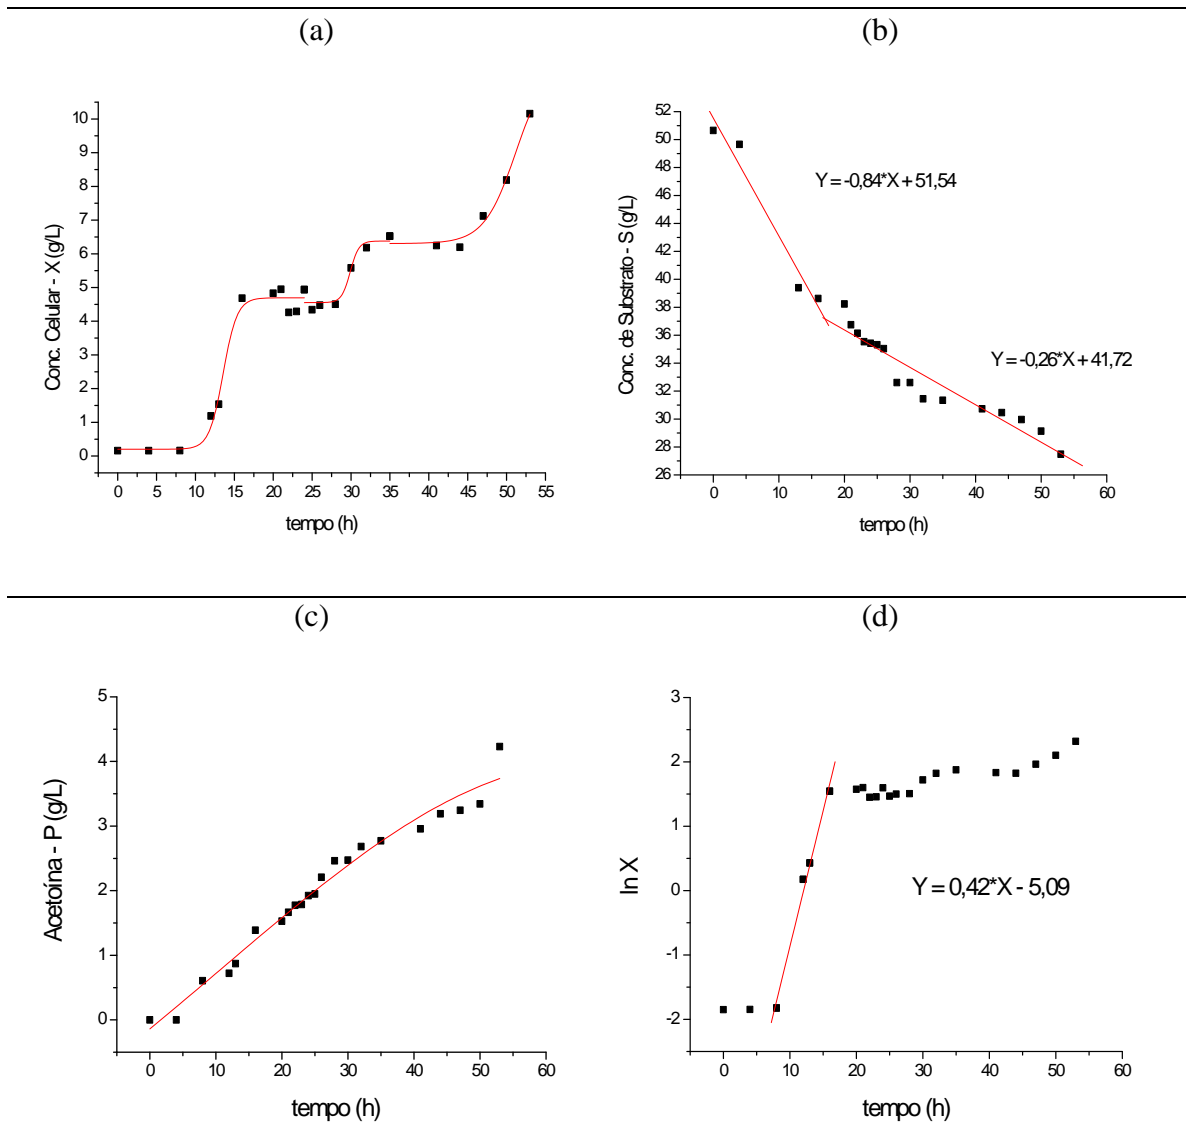 (a)
(b)
Conc. Celular - X (g/L)
10
9
8
7
6
5
4
3
2
1
0
0 5 10 15 20 25 30 35 40 45 50 55
tempo (h)
Conc. de Substrato - S (g/L)
52
50
48
46
44
42
40
38
36
34
32
30
28
26
Y = -0,84*X + 51,54
Y = -0,26*X + 41,72
0 10 20 30 40 50 60
tempo (h)
(c)
(d)
Acetoína - P (g/L)
5
4
3
2
1
0
0 10 20 30 40 50 60
tempo (h)
ln X
3
2
1
0
-1
-2
Y = 0,42*X - 5,09
0 10 20 30 40 50 60
tempo (h)